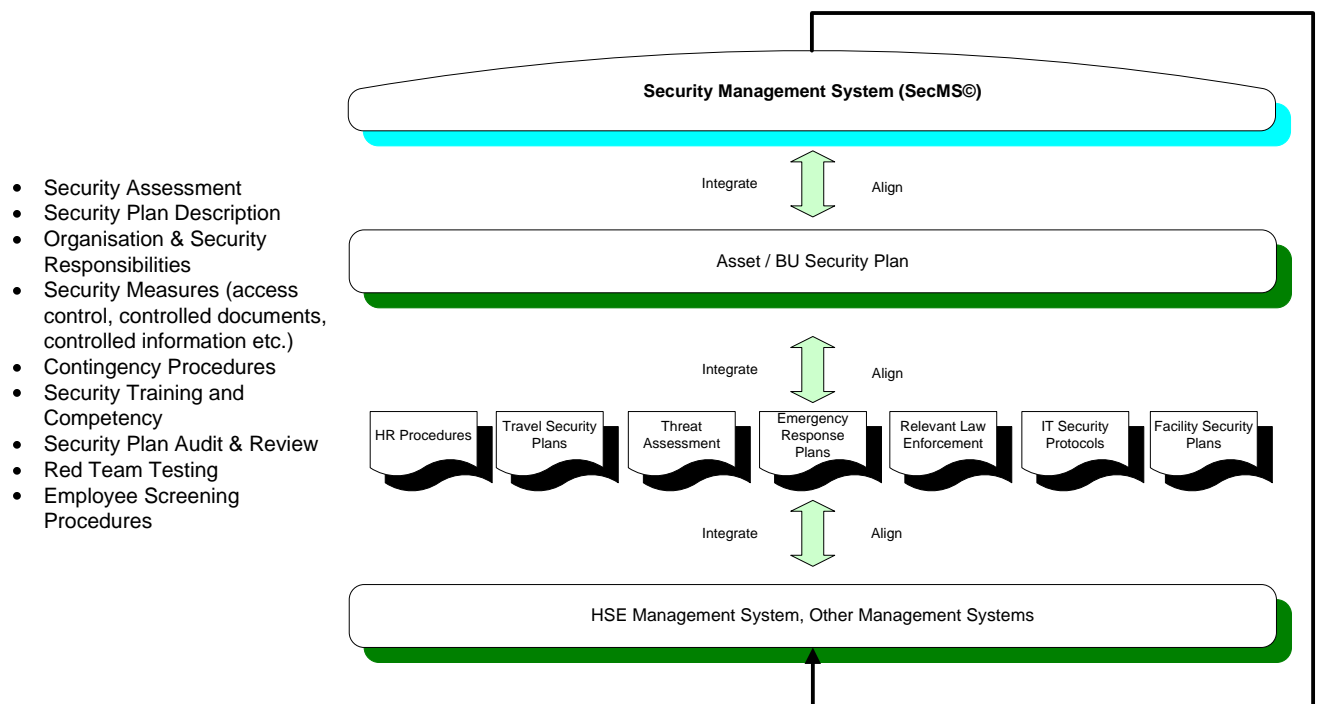 Security Management System (SecMS©)
Integrate
Align
• Security Assessment
• Security Plan Description
• Organisation & Security
Responsibilities
• Security Measures (access
control, controlled documents,
controlled information etc.)
• Contingency Procedures
• Security Training and
Competency
• Security Plan Audit & Review
• Red Team Testing
• Employee Screening
Procedures
Asset / BU Security Plan
Integrate
Align
HR Procedures
Travel Security
Plans
Threat
Assessment
Emergency
Response
Plans
Relevant Law
Enforcement
IT Security
Protocols
Facility Security
Plans
Integrate
Align
HSE Management System, Other Management Systems